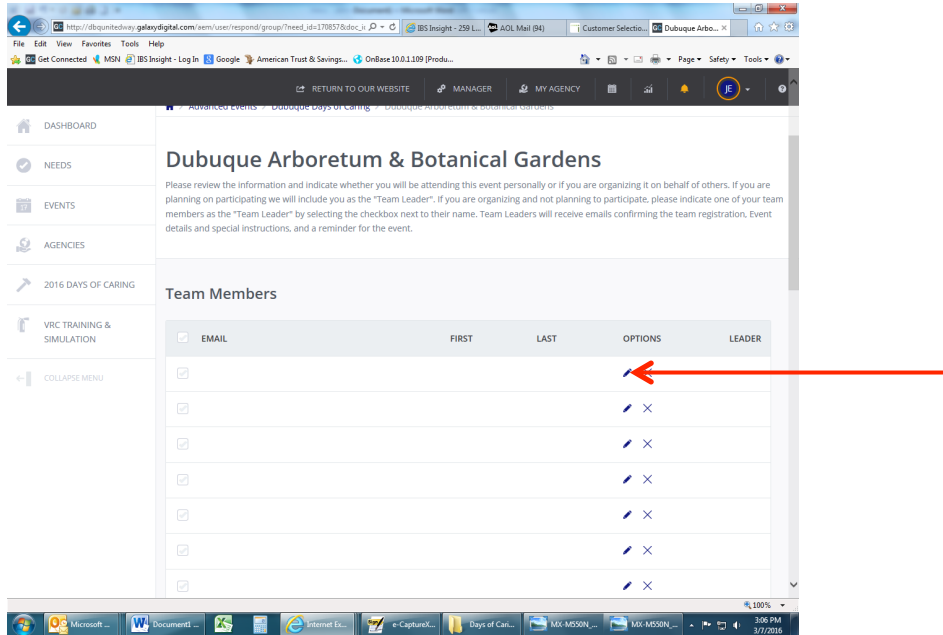 http://dbqunitedway.galaxydigital.com/aem/user/respond/group/?need_id=170857&doc_i
IBS Insight - 259 L...
AOL Mail (94)
Customer Selectio...
Dubuque Arbo...
File Edit View Favorites Tools Help
Get Connected
MSN
IBS Insight - Log In
Google
American Trust & Savings...
OnBase 10.0.1.109 [Produ...
Page
Safety
Tools
RETURN TO OUR WEBSITE
MANAGER
MY AGENCY
JE
Advanced Events > Dubuque Days of Caring > Dubuque Arboretum & Botanical Gardens
DASHBOARD
NEEDS
EVENTS
AGENCIES
2016 DAYS OF CARING
VRC TRAINING &
SIMULATION
COLLAPSE MENU
Dubuque Arboretum & Botanical Gardens
Please review the information and indicate whether you will be attending this event personally or if you are organizing it on behalf of others. If you are
planning on participating we will include you as the "Team Leader". If you are organizing and not planning to participate, please indicate one of your team
members as the "Team Leader" by selecting the checkbox next to their name. Team Leaders will receive emails confirming the team registration, Event
details and special instructions, and a reminder for the event.
Team Members
EMAIL FIRST LAST OPTIONS LEADER
100%
Microsoft ...
Document1 ...
Internet Ex...
e-CaptureX...
Days of Cari...
MX-M550N_...
MX-M550N_...
3:06 PM
3/7/2016